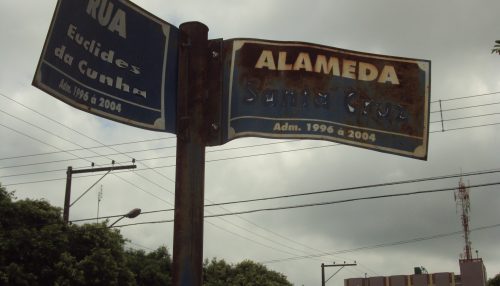 RUA
Euclides
da Cunha
Adm. 1996 à 2004
ALAMEDA
Santa Cruz
Adm. 1996 à 2004